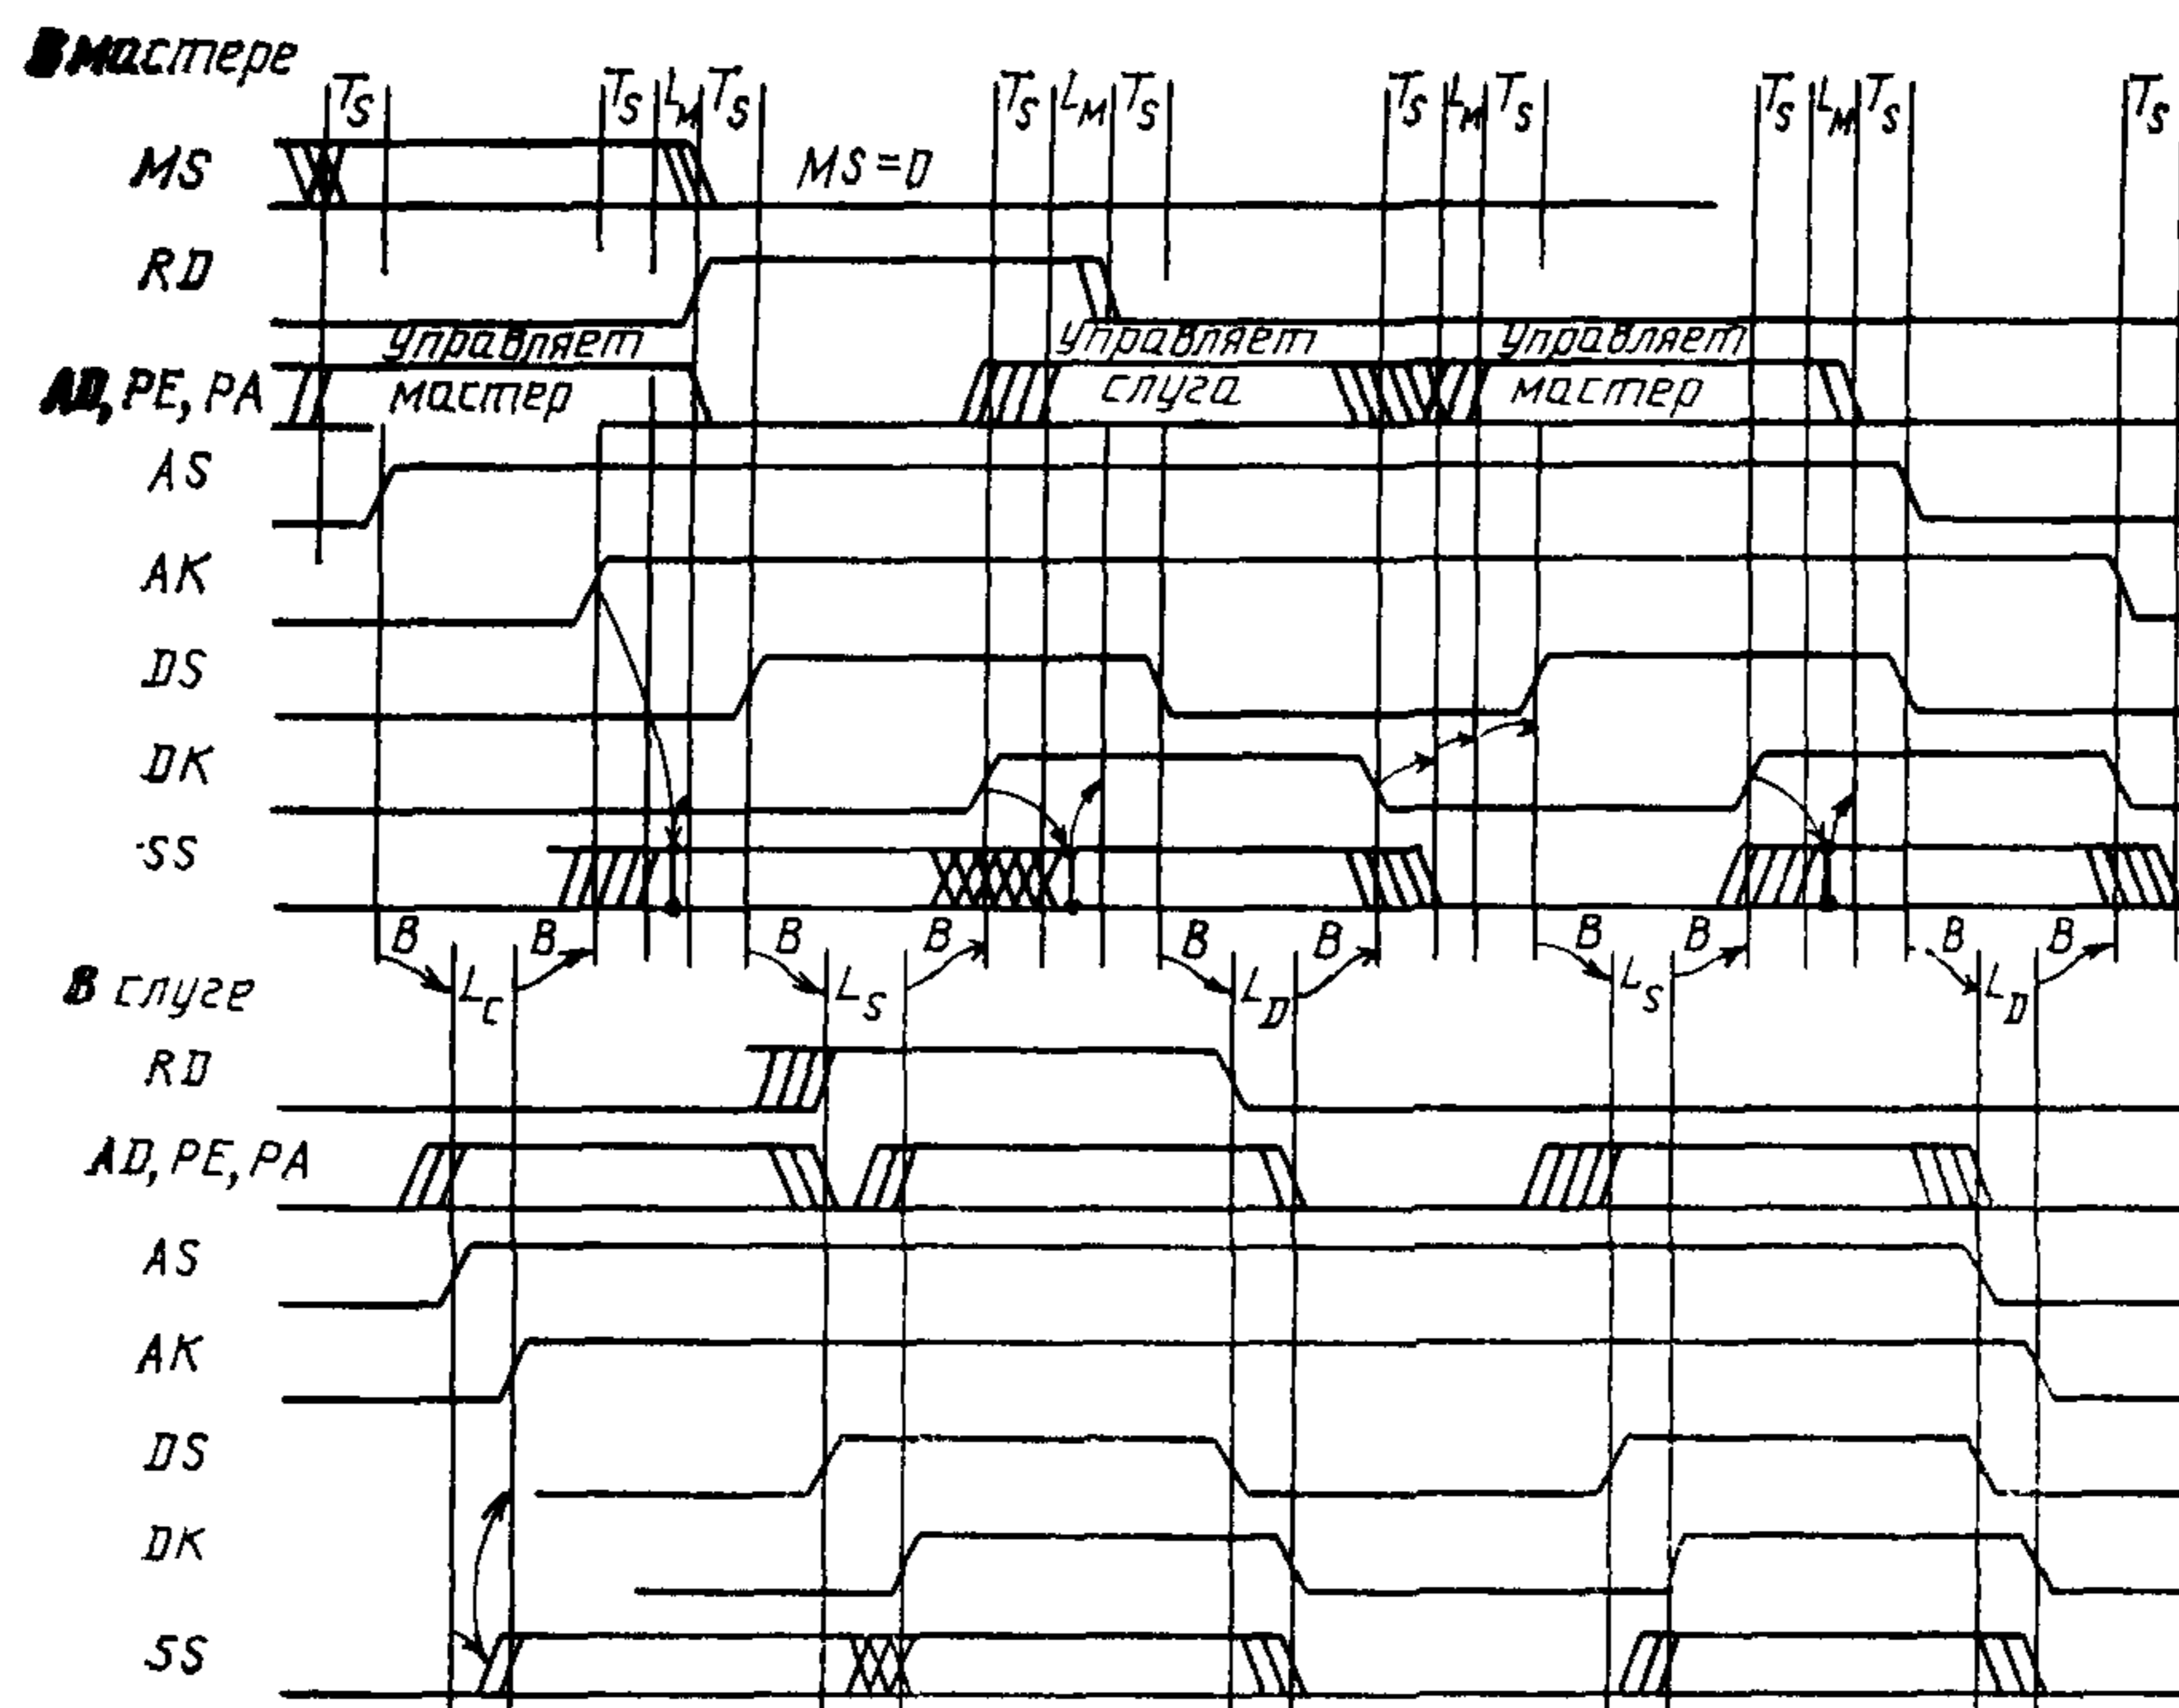 В мастере
T_S T_S L_M T_S T_S L_M T_S T_S L_M T_S T_S L_M T_S T_S
MS MS=0
RD
управляет управляет управляет
AD, PE, PA мастер слуга мастер
AS
AK
DS
DK
SS
B B B B B B B B B B
В слуге L_C L_S L_D L_S L_D
RD
AD, PE, PA
AS
AK
DS
DK
SS